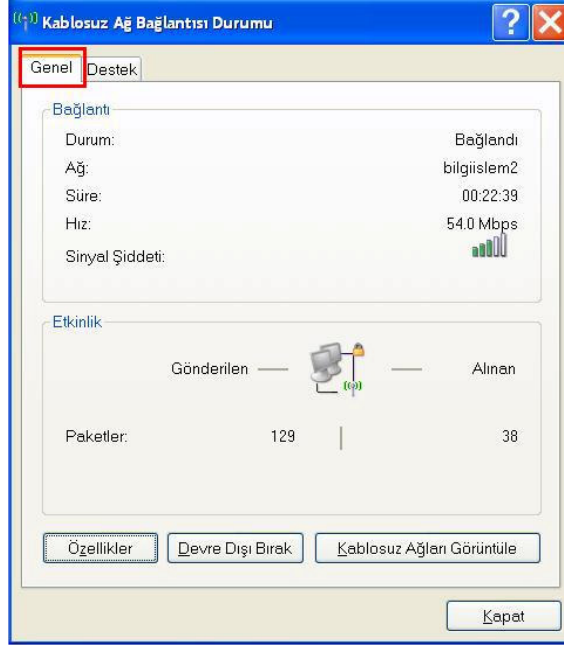 Kablosuz Ağ Bağlantısı Durumu
Genel Destek
Bağlantı
Durum: Bağlandı
Ağ: bilgiislem2
Süre: 00:22:39
Hız: 54.0 Mbps
Sinyal Şiddeti:
Etkinlik
Gönderilen Alınan
Paketler: 129 38
Özellikler Devre Dışı Bırak Kablosuz Ağları Görüntüle
Kapat